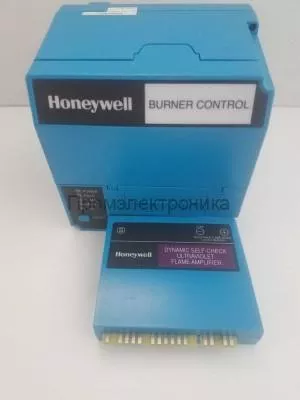 Honeywell
BURNER CONTROL
Промэлектроника
Honeywell
DYNAMIC SELF-CHECK
ULTRAVIOLET
FLAME AMPLIFIER